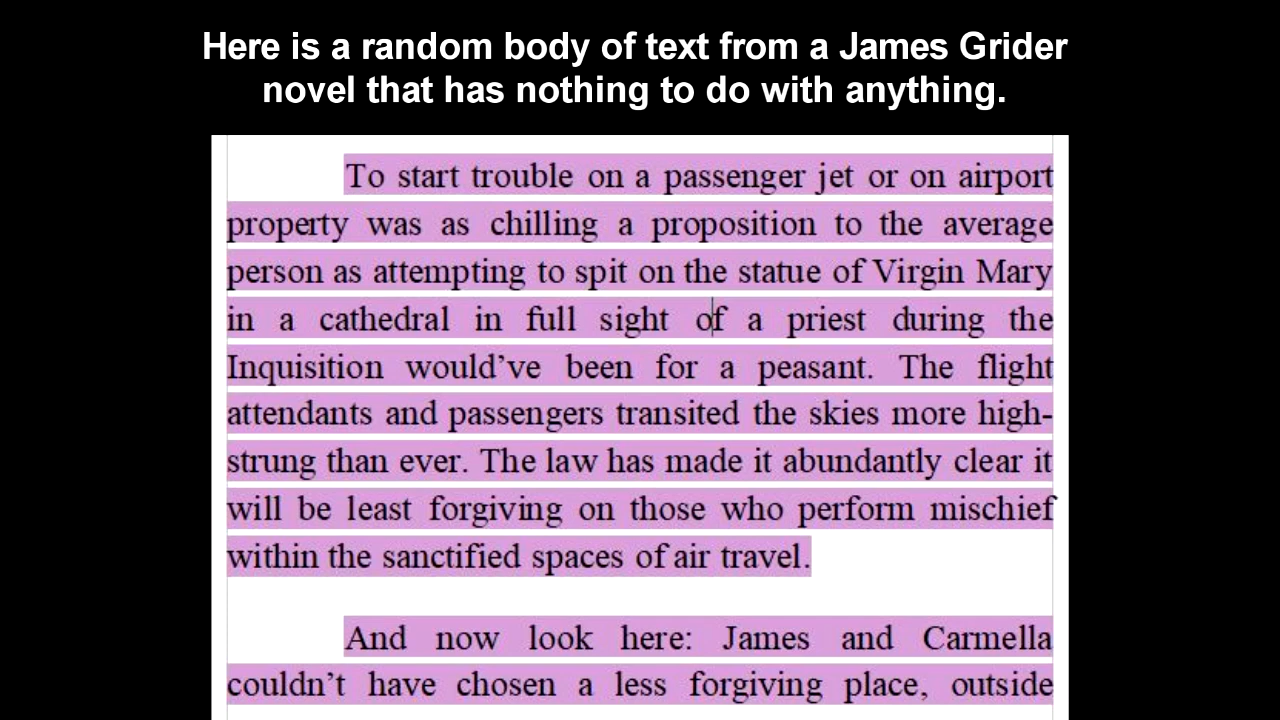 Here is a random body of text from a James Grider
novel that has nothing to do with anything.
To start trouble on a passenger jet or on airport
property was as chilling a proposition to the average
person as attempting to spit on the statue of Virgin Mary
in a cathedral in full sight of a priest during the
Inquisition would’ve been for a peasant. The flight
attendants and passengers transited the skies more high-
strung than ever. The law has made it abundantly clear it
will be least forgiving on those who perform mischief
within the sanctified spaces of air travel.
And now look here: James and Carmella
couldn’t have chosen a less forgiving place, outside